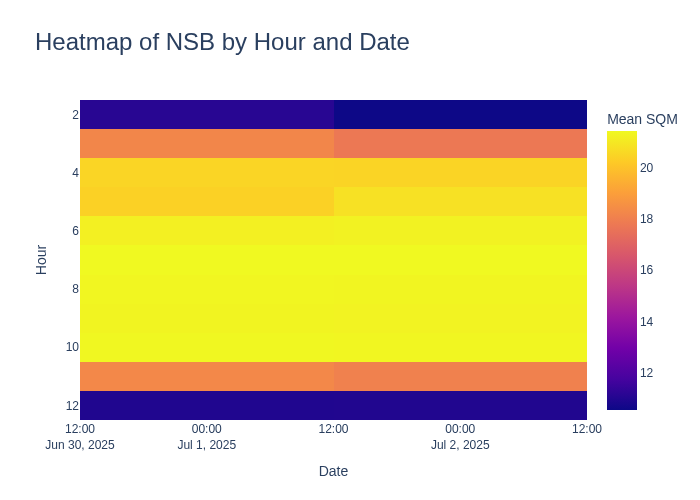 Heatmap of NSB by Hour and Date
Mean SQM
2
4
6
8
10
12
Hour
20
18
16
14
12
12:00
Jun 30, 2025
00:00
Jul 1, 2025
12:00
00:00
Jul 2, 2025
12:00
Date